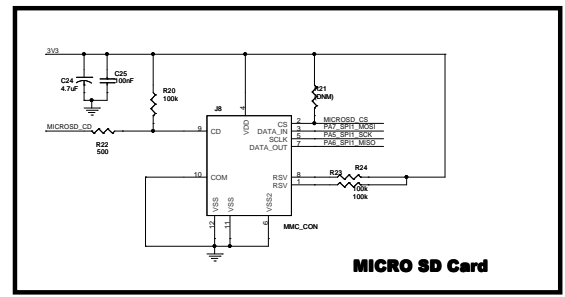 3V3
C24
4.7uF
C25
100nF
R20
100k
R21
(DNM)
J8
4
VDD
MICROSD_CD
R22
500
9
CD
CS
2
MICROSD_CS
DATA_IN
3
PA7_SPI1_MOSI
SCLK
5
PA5_SPI1_SCK
DATA_OUT
7
PA6_SPI1_MISO
10
COM
RSV
8
R23
R24
RSV
1
100k
100k
VSS
VSS
VSS2
12
11
6
MMC_CON
MICRO SD Card